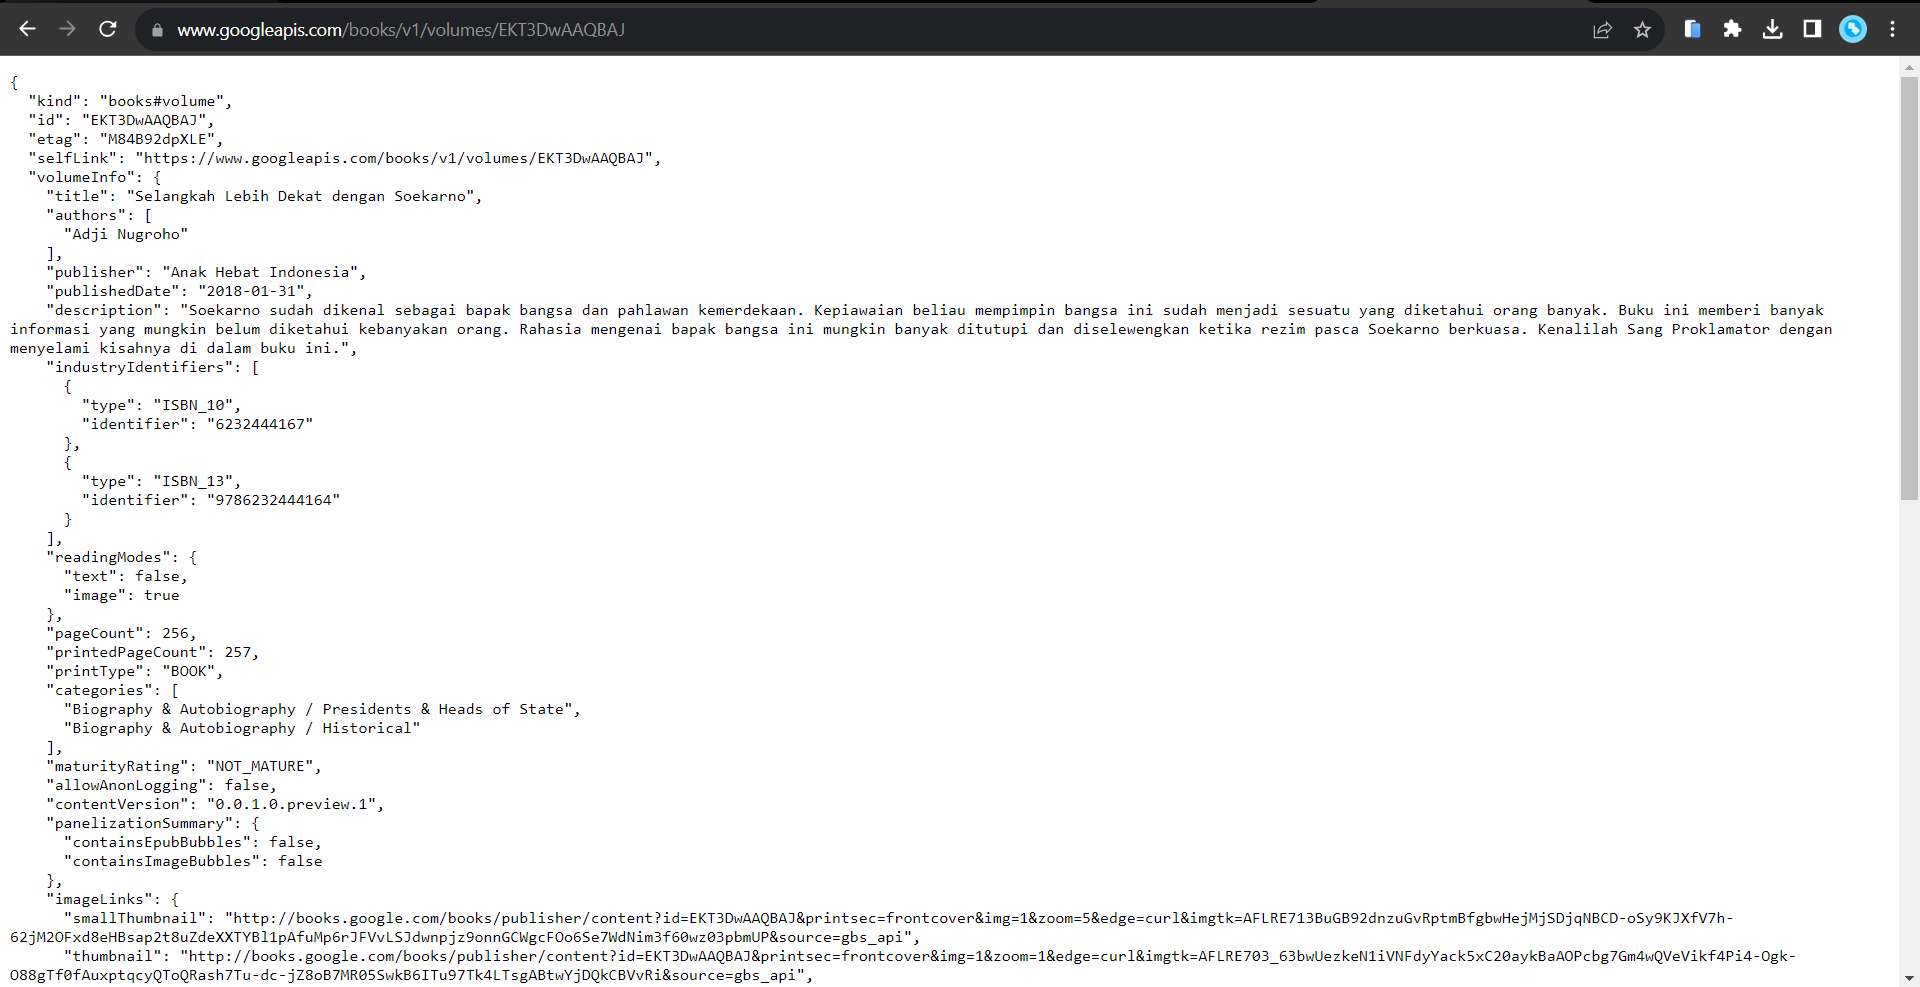 www.googleapis.com/books/v1/volumes/EKT3DwAAQBAJ
{
"kind": "books#volume",
"id": "EKT3DwAAQBAJ",
"etag": "M84B92dpXLE",
"selfLink": "https://www.googleapis.com/books/v1/volumes/EKT3DwAAQBAJ",
"volumeInfo": {
"title": "Selangkah Lebih Dekat dengan Soekarno",
"authors": [
"Adji Nugroho"
],
"publisher": "Anak Hebat Indonesia",
"publishedDate": "2018-01-31",
"description": "Soekarno sudah dikenal sebagai bapak bangsa dan pahlawan kemerdekaan. Kepiawaian beliau mempimpin bangsa ini sudah menjadi sesuatu yang diketahui orang banyak. Buku ini memberi banyak
informasi yang mungkin belum diketahui kebanyakan orang. Rahasia mengenai bapak bangsa ini mungkin banyak ditutupi dan diselewengkan ketika rezim pasca Soekarno berkuasa. Kenalilah Sang Proklamator dengan
menyelami kisahnya di dalam buku ini.",
"industryIdentifiers": [
{
"type": "ISBN_10",
"identifier": "6232444167"
},
{
"type": "ISBN_13",
"identifier": "9786232444164"
}
],
"readingModes": {
"text": false,
"image": true
},
"pageCount": 256,
"printedPageCount": 257,
"printType": "BOOK",
"categories": [
"Biography & Autobiography / Presidents & Heads of State",
"Biography & Autobiography / Historical"
],
"maturityRating": "NOT_MATURE",
"allowAnonLogging": false,
"contentVersion": "0.0.1.0.preview.1",
"panelizationSummary": {
"containsEpubBubbles": false,
"containsImageBubbles": false
},
"imageLinks": {
"smallThumbnail": "http://books.google.com/books/publisher/content?id=EKT3DwAAQBAJ&printsec=frontcover&img=1&zoom=5&edge=curl&imgtk=AFLRE713BuGB92dnzuGvRptmBfgbwHejMjSDjqNBCD-oSy9KJXfV7h-
62jM2OFxd8eHBsap2t8uZdeXXTYBl1pAfuMp6rJFVvLSJdwnpjz9onnGCWgcFOo6Se7WdNim3f60wz03pbmUP&source=gbs_api",
"thumbnail": "http://books.google.com/books/publisher/content?id=EKT3DwAAQBAJ&printsec=frontcover&img=1&zoom=1&edge=curl&imgtk=AFLRE703_63bwUezkeN1iVNFdyYack5xC20aykBaAOPcbg7Gm4wQVeVikf4Pi4-Ogk-
O88gTf0fAuxptqcyQToQRash7Tu-dc-jZ8oB7MR05SwkB6ITu97Tk4LTsgABtwYjDQkCBVvRi&source=gbs_api",